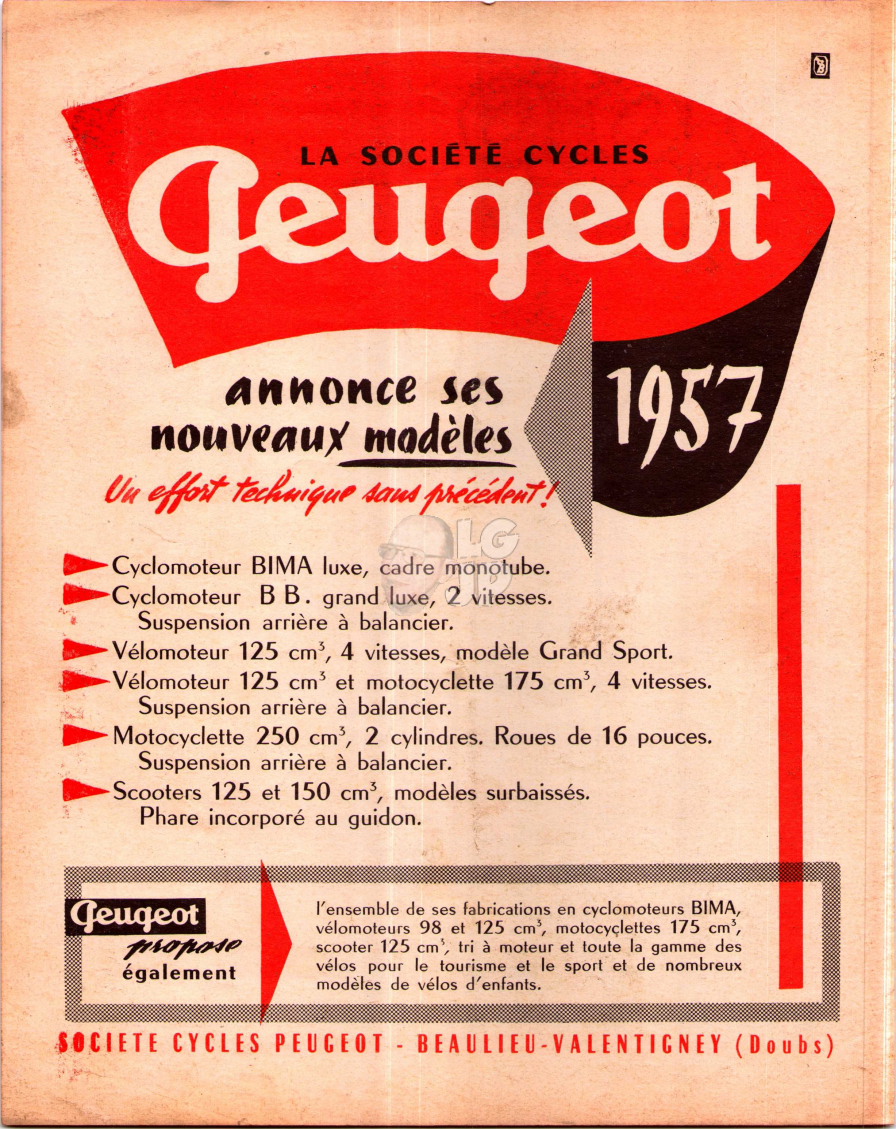 LA SOCIÉTÉ CYCLES
Peugeot
annonce ses
nouveaux modèles
1957
Un effort technique sans précédent !
LG
JP
Cyclomoteur BIMA luxe, cadre monotube.
Cyclomoteur B B. grand luxe, 2 vitesses.
Suspension arrière à balancier.
Vélomoteur 125 cm³, 4 vitesses, modèle Grand Sport.
Vélomoteur 125 cm³ et motocyclette 175 cm³, 4 vitesses.
Suspension arrière à balancier.
Motocyclette 250 cm³, 2 cylindres. Roues de 16 pouces.
Suspension arrière à balancier.
Scooters 125 et 150 cm³, modèles surbaissés.
Phare incorporé au guidon.
Peugeot
propose
également
l'ensemble de ses fabrications en cyclomoteurs BIMA,
vélomoteurs 98 et 125 cm³, motocyclettes 175 cm³,
scooter 125 cm³, tri à moteur et toute la gamme des
vélos pour le tourisme et le sport et de nombreux
modèles de vélos d'enfants.
SOCIETE CYCLES PEUGEOT - BEAULIEU-VALENTIGNEY (Doubs)